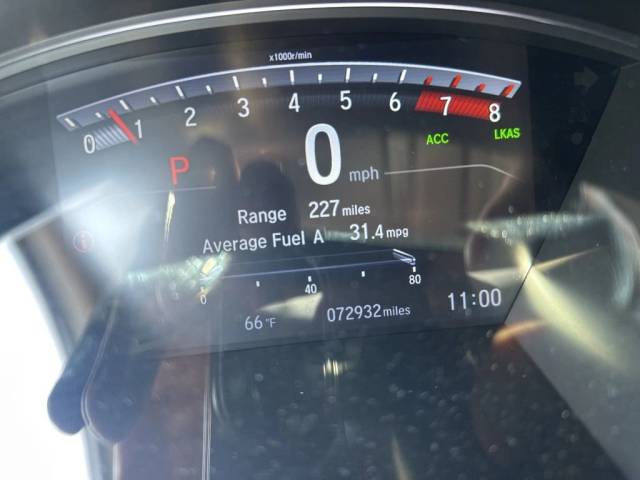 x1000r/min
0 1 2 3 4 5 6 7 8
ACC LKAS
P 0 mph
Range 227 miles
Average Fuel A 31.4 mpg
0 40 80
66°F 072932 miles 11:00